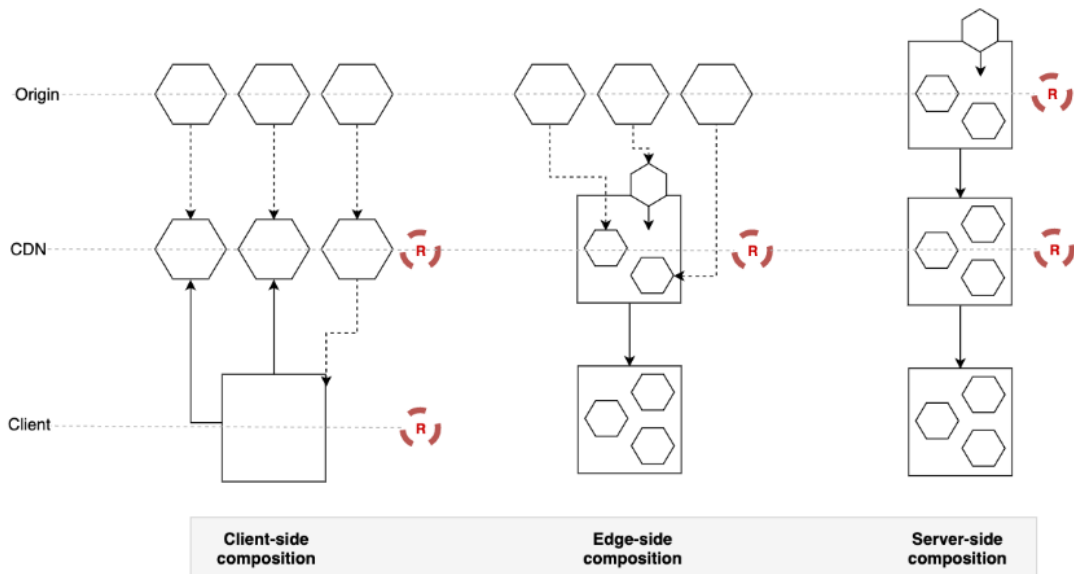 Origin
R
CDN
R
R
R
Client
R
Client-side
composition
Edge-side
composition
Server-side
composition